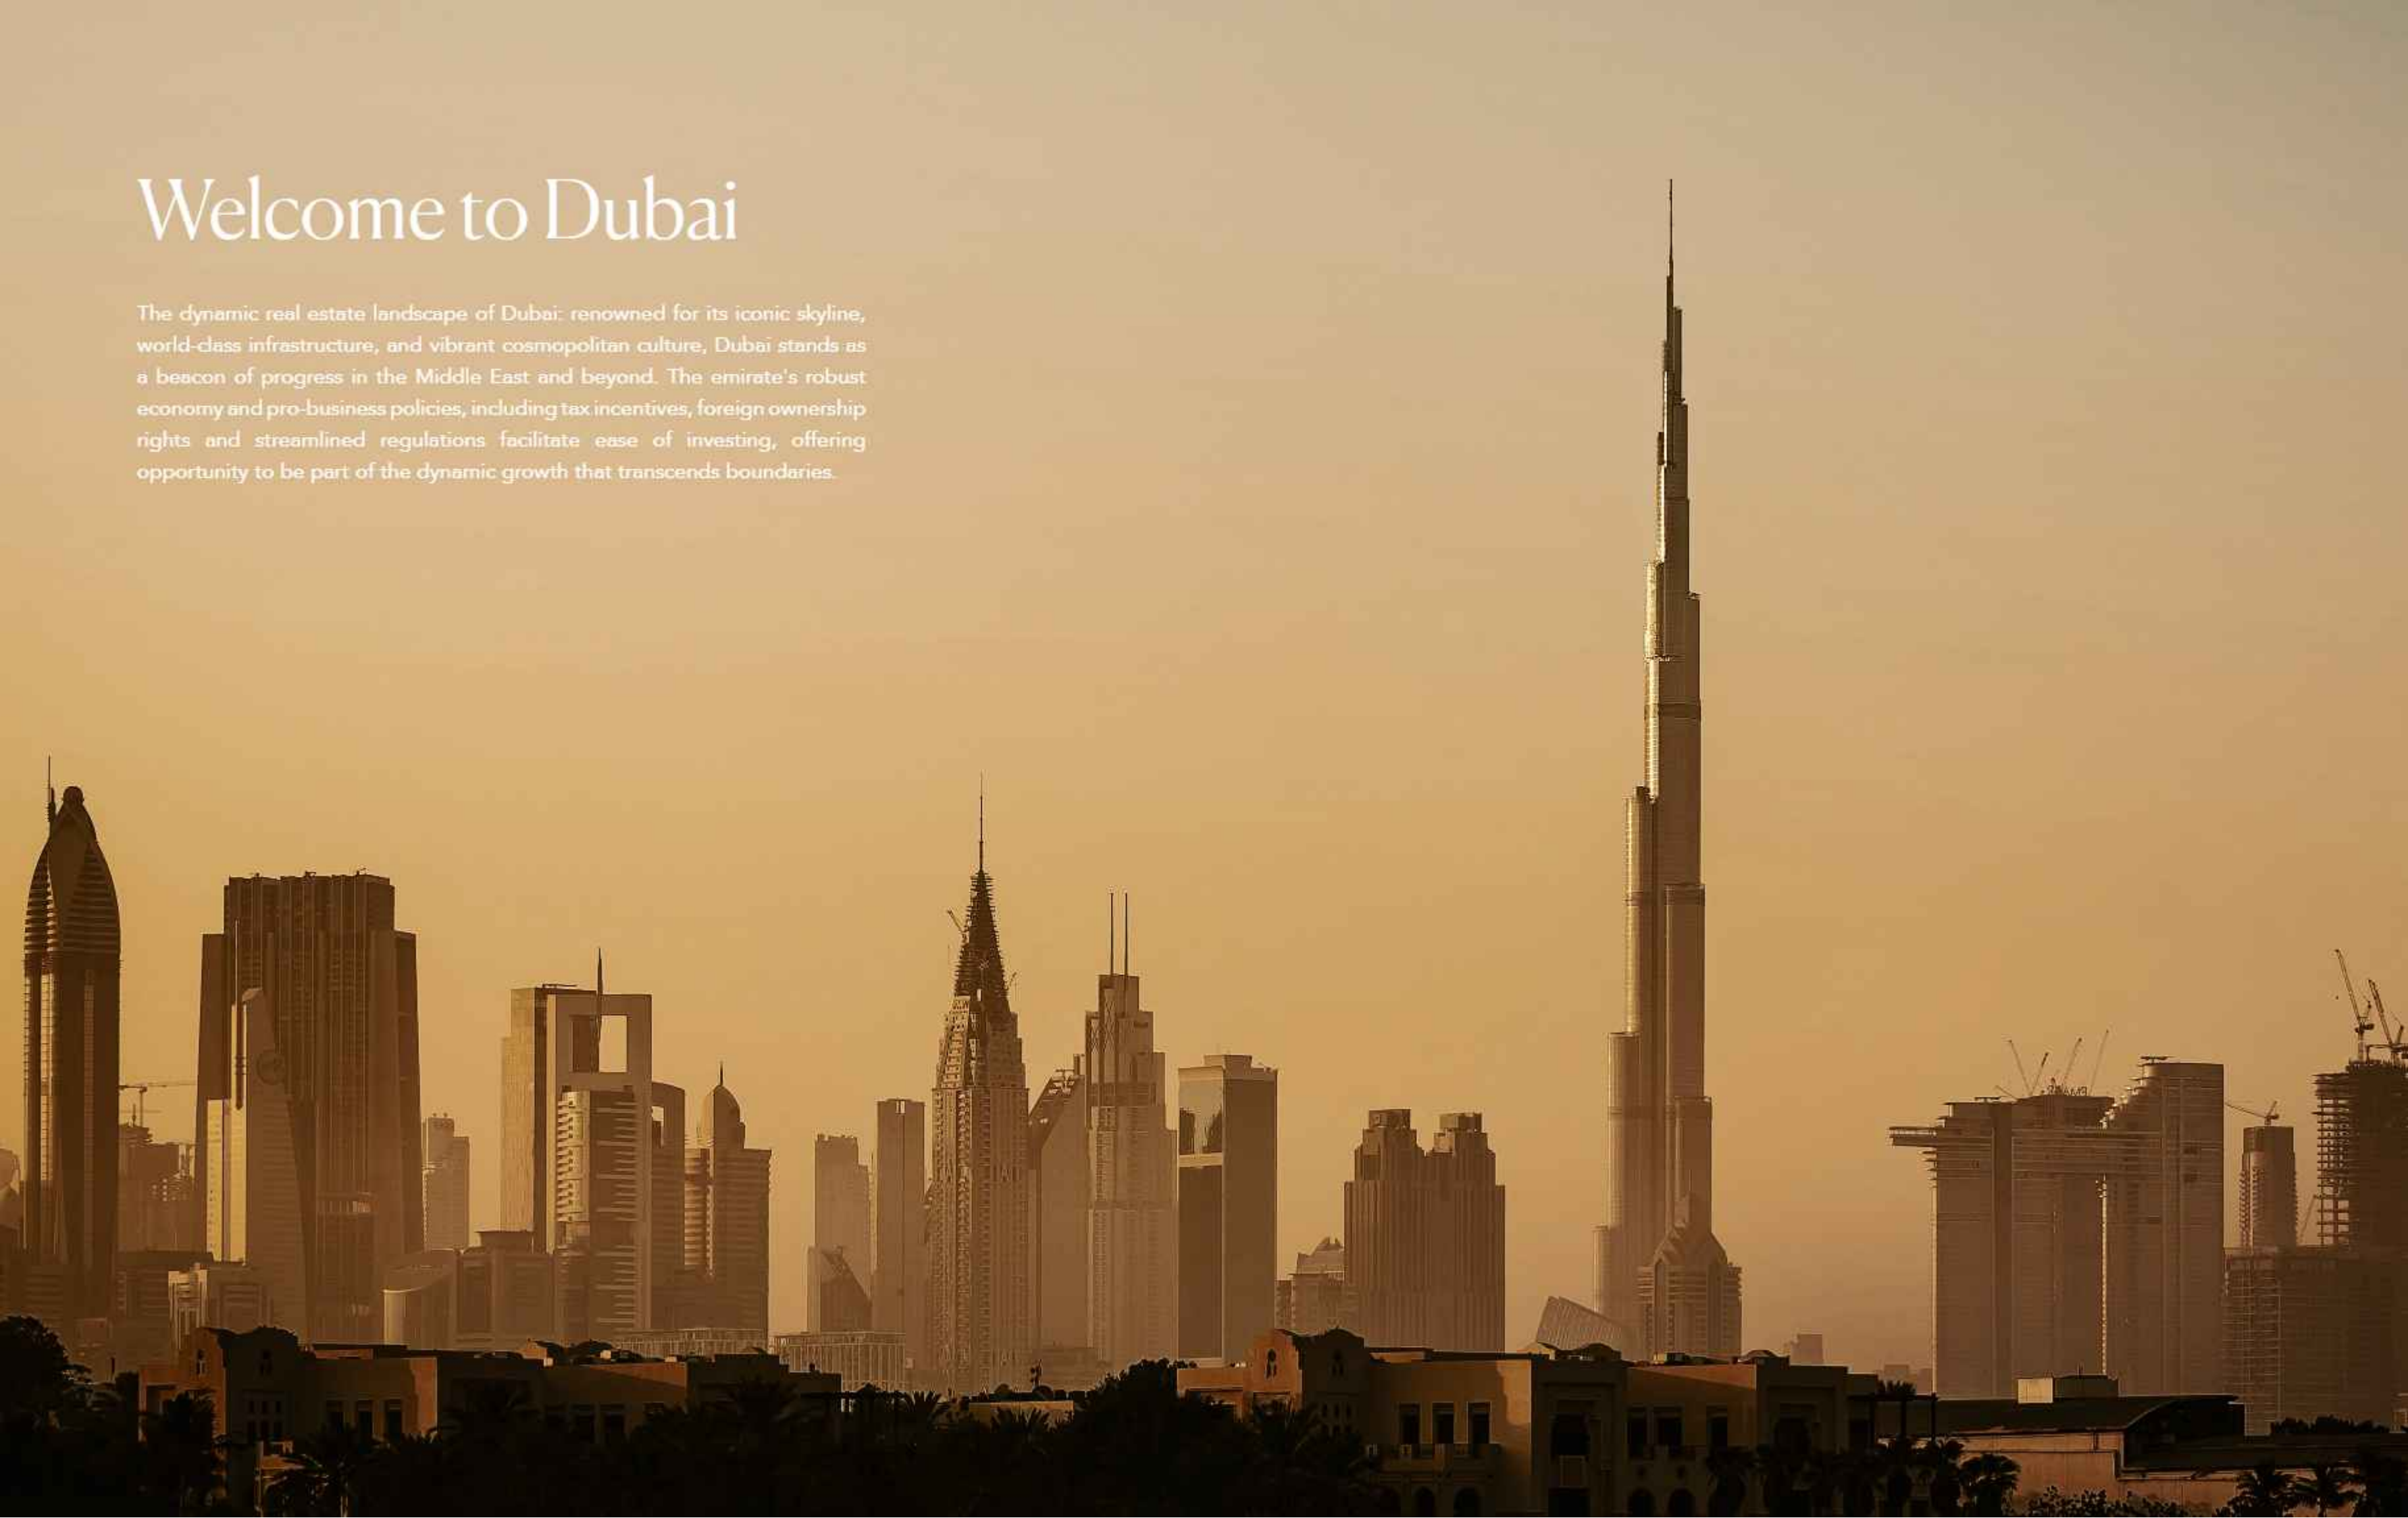 Welcome to Dubai
The dynamic real estate landscape of Dubai: renowned for its iconic skyline,
world-class infrastructure, and vibrant cosmopolitan culture, Dubai stands as
a beacon of progress in the Middle East and beyond. The emirate's robust
economy and pro-business policies, including tax incentives, foreign ownership
rights and streamlined regulations facilitate ease of investing, offering
opportunity to be part of the dynamic growth that transcends boundaries.